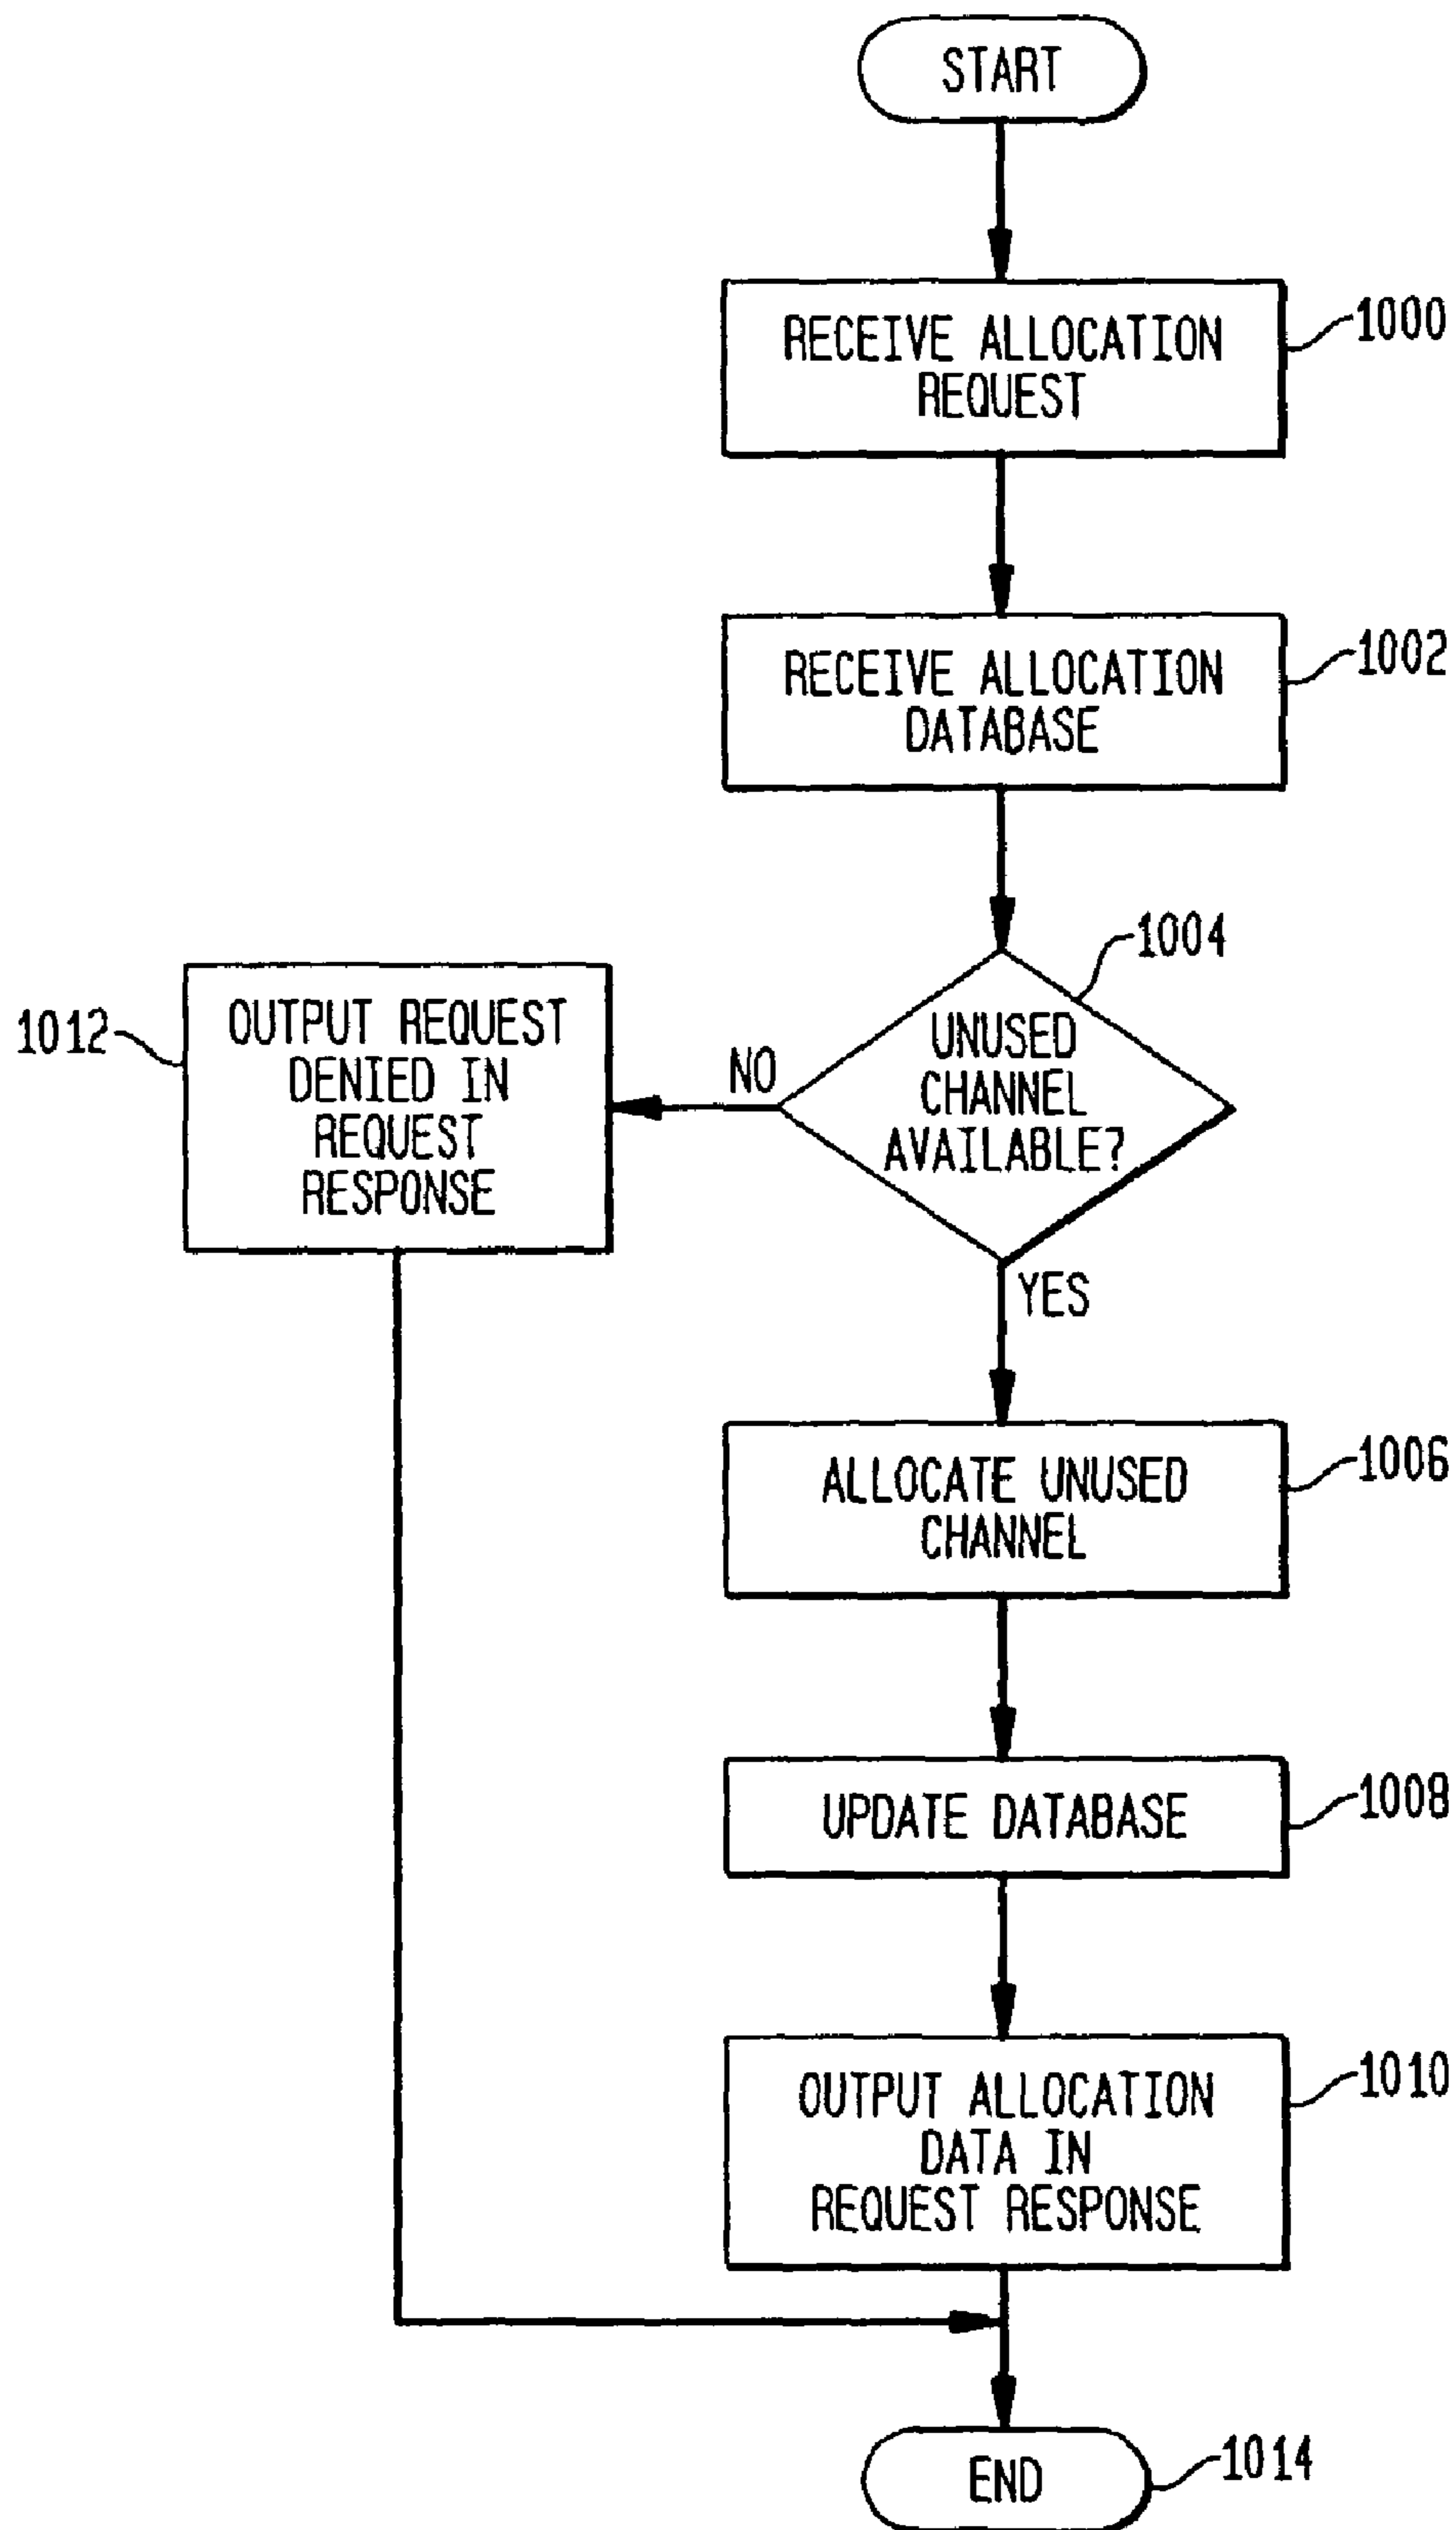 START
RECEIVE ALLOCATION
REQUEST
1000
RECEIVE ALLOCATION
DATABASE
1002
1004
UNUSED
CHANNEL
AVAILABLE?
NO
OUTPUT REQUEST
DENIED IN
REQUEST
RESPONSE
1012
YES
ALLOCATE UNUSED
CHANNEL
1006
UPDATE DATABASE
1008
OUTPUT ALLOCATION
DATA IN
REQUEST RESPONSE
1010
END
1014